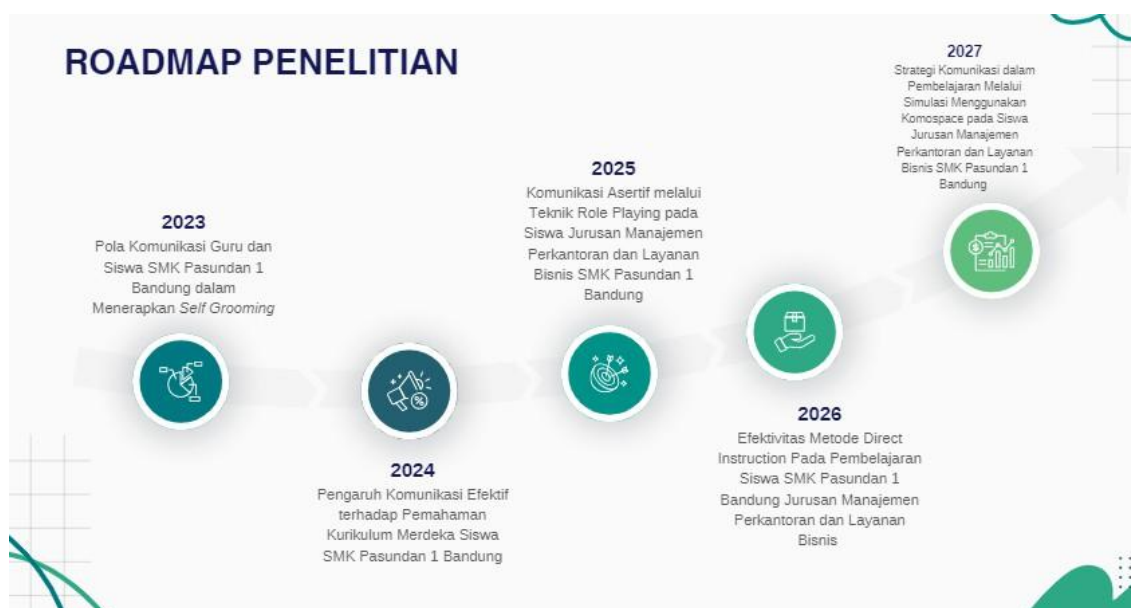 ROADMAP PENELITIAN
2023
Pola Komunikasi Guru dan
Siswa SMK Pasundan 1
Bandung dalam
Menerapkan Self Grooming
2024
Pengaruh Komunikasi Efektif
terhadap Pemahaman
Kurikulum Merdeka Siswa
SMK Pasundan 1 Bandung
2025
Komunikasi Asertif melalui
Teknik Role Playing pada
Siswa Jurusan Manajemen
Perkantoran dan Layanan
Bisnis SMK Pasundan 1
Bandung
2026
Efektivitas Metode Direct
Instruction Pada Pembelajaran
Siswa SMK Pasundan 1
Bandung Jurusan Manajemen
Perkantoran dan Layanan
Bisnis
2027
Strategi Komunikasi dalam
Pembelajaran Melalui
Simulasi Menggunakan
Komospace pada Siswa
Jurusan Manajemen
Perkantoran dan Layanan
Bisnis SMK Pasundan 1
Bandung